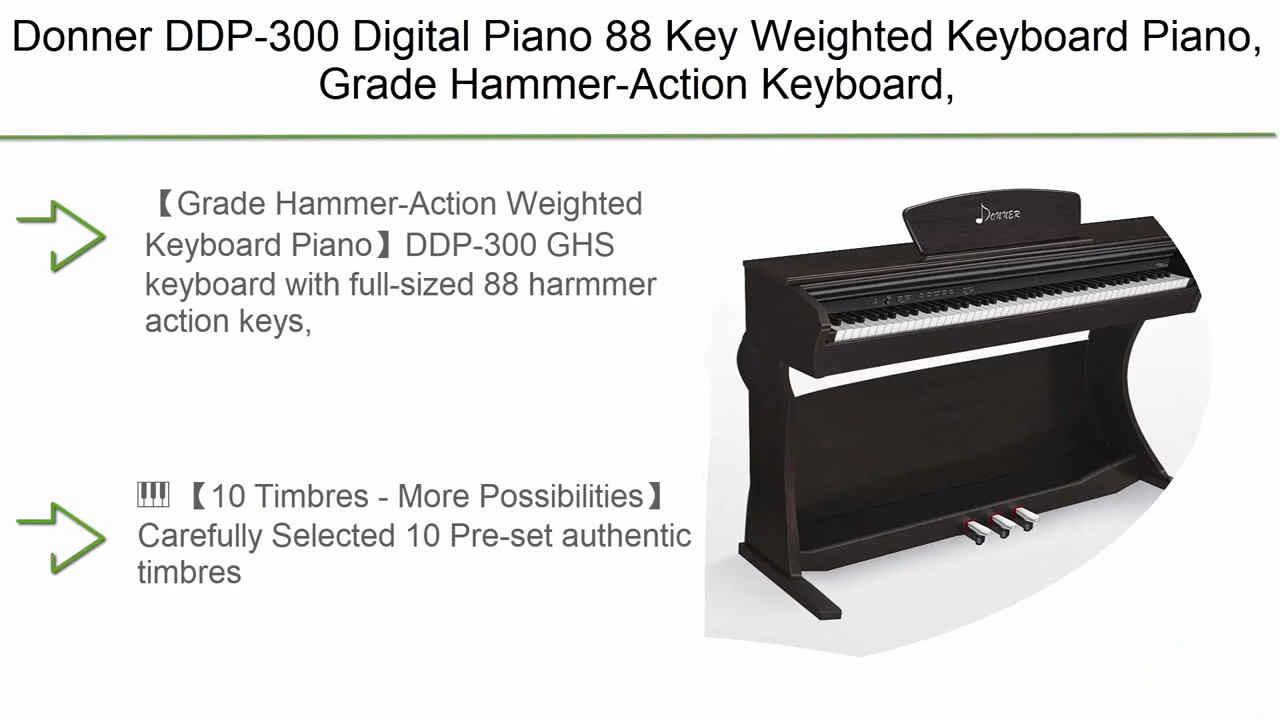 Donner DDP-300 Digital Piano 88 Key Weighted Keyboard Piano,
Grade Hammer-Action Keyboard,
【Grade Hammer-Action Weighted
Keyboard Piano】DDP-300 GHS
keyboard with full-sized 88 harmmer
action keys,
🎹【10 Timbres - More Possibilities】
Carefully Selected 10 Pre-set authentic
timbres
Donner